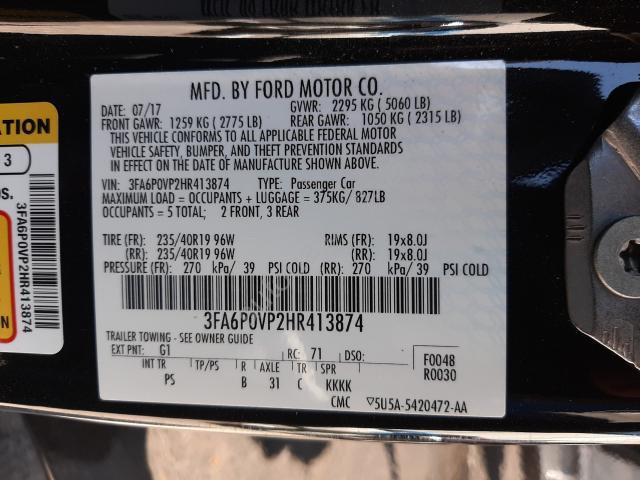 MFD. BY FORD MOTOR CO.
DATE: 07/17 GVWR: 2295 KG ( 5060 LB)
FRONT GAWR: 1259 KG ( 2775 LB) REAR GAWR: 1050 KG ( 2315 LB)
THIS VEHICLE CONFORMS TO ALL APPLICABLE FEDERAL MOTOR
VEHICLE SAFETY, BUMPER, AND THEFT PREVENTION STANDARDS
IN EFFECT ON THE DATE OF MANUFACTURE SHOWN ABOVE.
VIN: 3FA6P0VP2HR413874 TYPE: Passenger Car
MAXIMUM LOAD = OCCUPANTS + LUGGAGE = 375KG/ 827LB
OCCUPANTS = 5 TOTAL; 2 FRONT, 3 REAR
TIRE (FR): 235/40R19 96W RIMS (FR): 19x8.0J
(RR): 235/40R19 96W (RR): 19x8.0J
PRESSURE (FR): 270 kPa/ 39 PSI COLD (RR): 270 kPa/ 39 PSI COLD
3FA6P0VP2HR413874
TRAILER TOWING - SEE OWNER GUIDE
EXT PNT: G1 RC: 71 DSO:
F0048
R0030
INT TR TP/PS R AXLE TR SPR
PS B 31 C KKKK
CMC ▽5U5A-5420472-AA
ATION
3
OS.
3FA6P0VP2HR413874